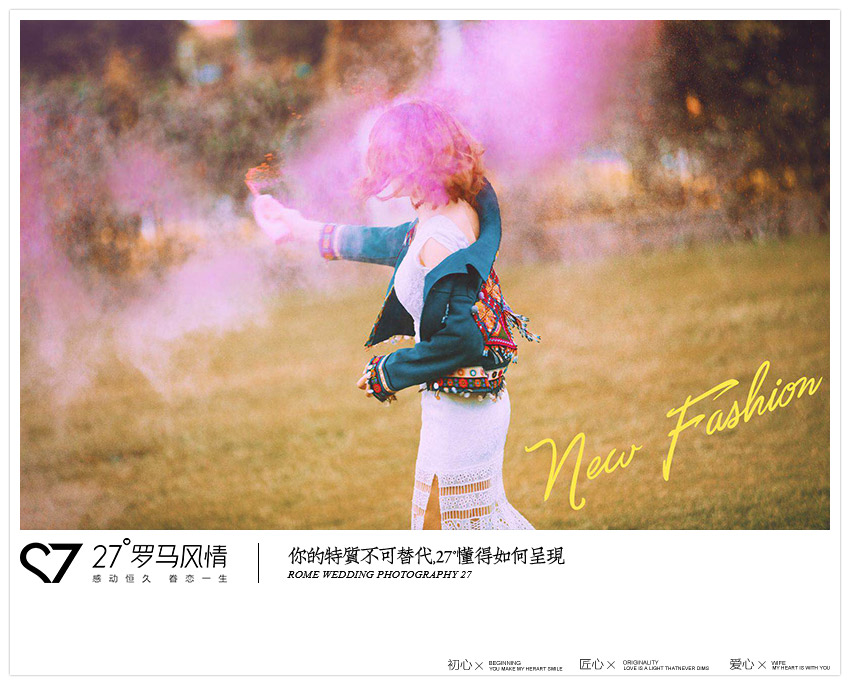 New Fashion
27°罗马风情
感动恒久 眷恋一生
你的特質不可替代,27°懂得如何呈現
ROME WEDDING PHOTOGRAPHY 27
初心× BEGINNING
YOU MAKE MY HERART SMILE
匠心× ORIGINALITY
LOVE IS A LIGHT THATNEVER DIMS
爱心× WIFE
MY HEART IS WITH YOU